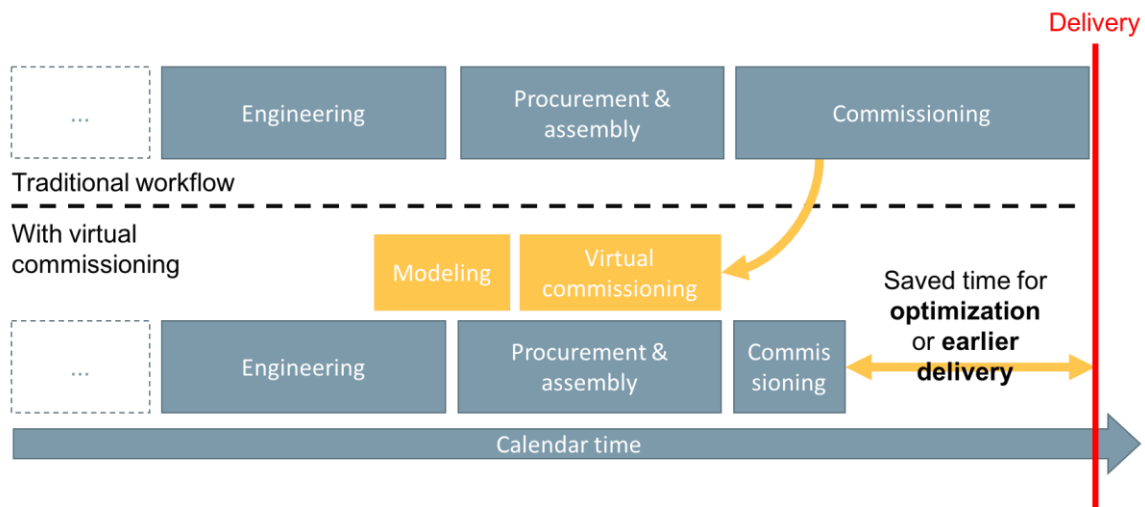 Delivery
...
Engineering
Procurement &
assembly
Commissioning
Traditional workflow
With virtual
commissioning
Modeling
Virtual
commissioning
Saved time for
optimization
or earlier
delivery
...
Engineering
Procurement &
assembly
Commis
sioning
Calendar time